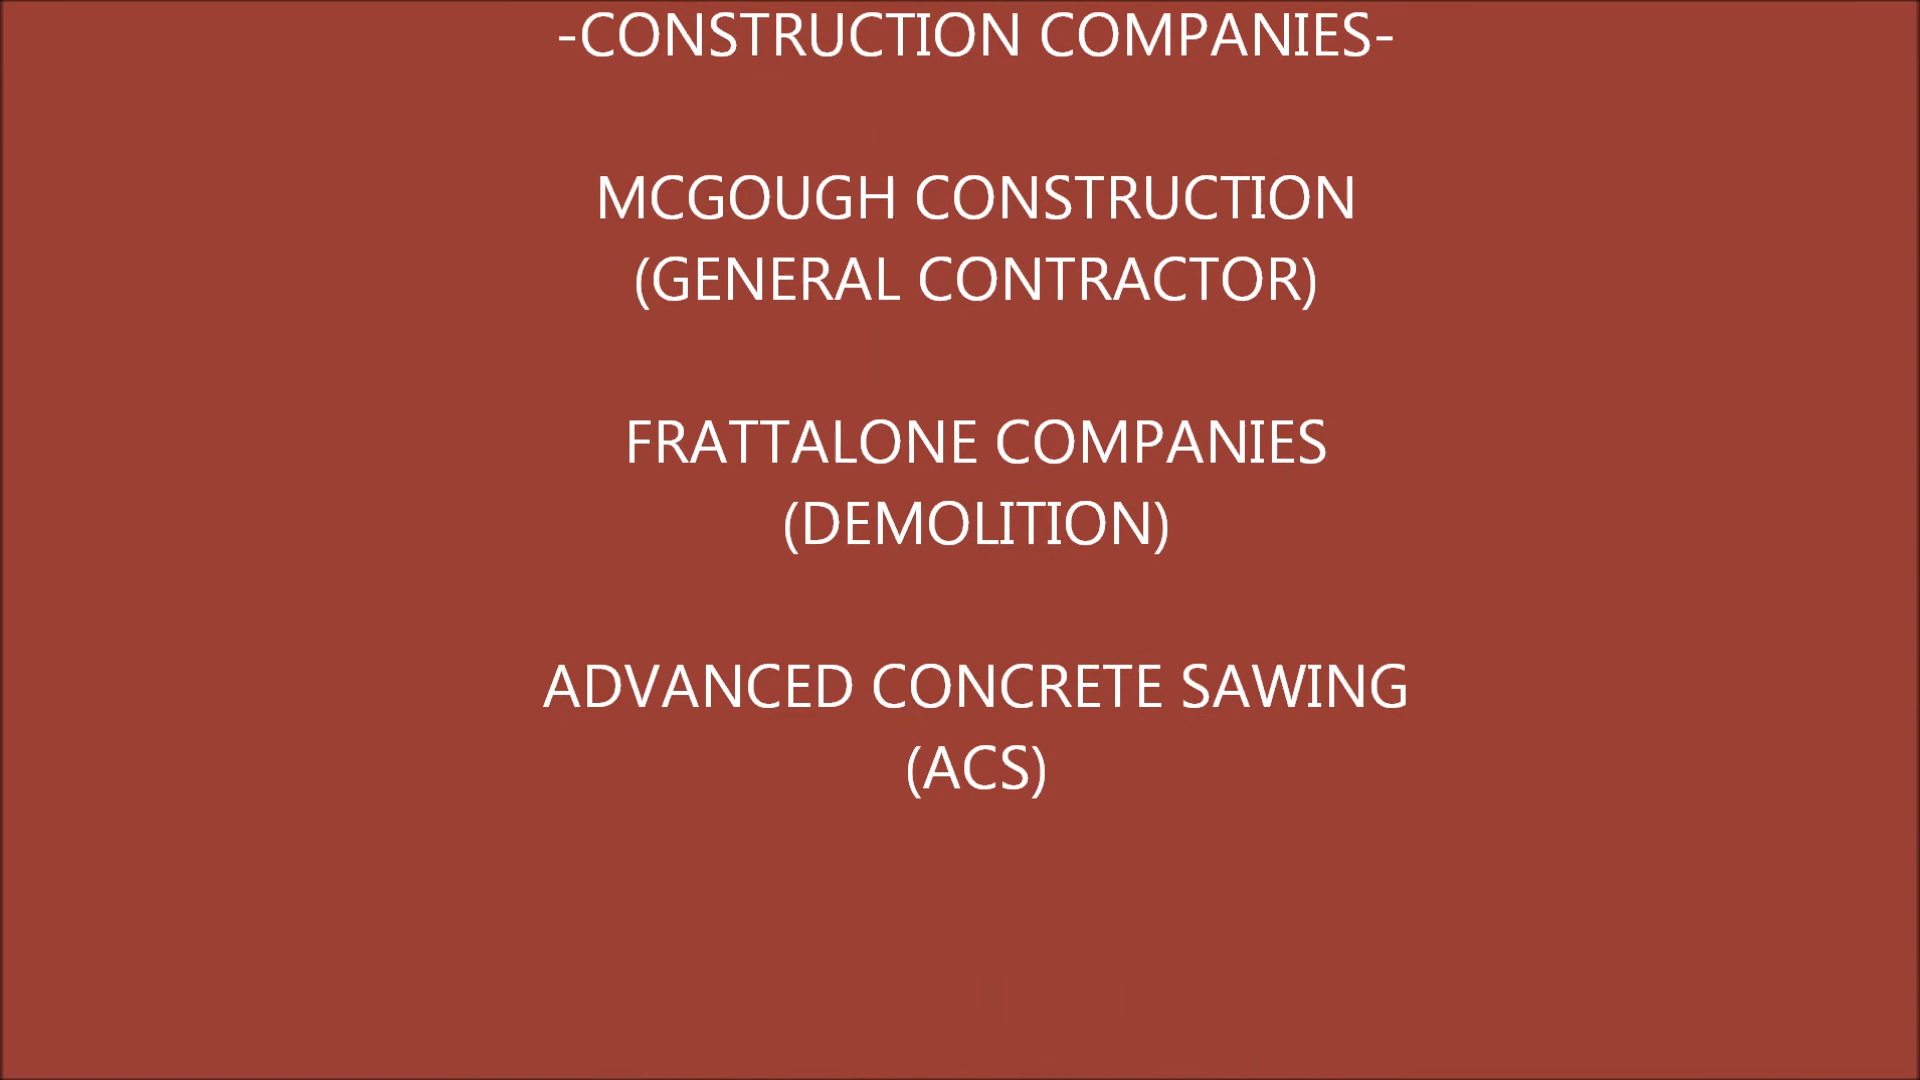 -CONSTRUCTION COMPANIES-
MCGOUGH CONSTRUCTION
(GENERAL CONTRACTOR)
FRATTALONE COMPANIES
(DEMOLITION)
ADVANCED CONCRETE SAWING
(ACS)